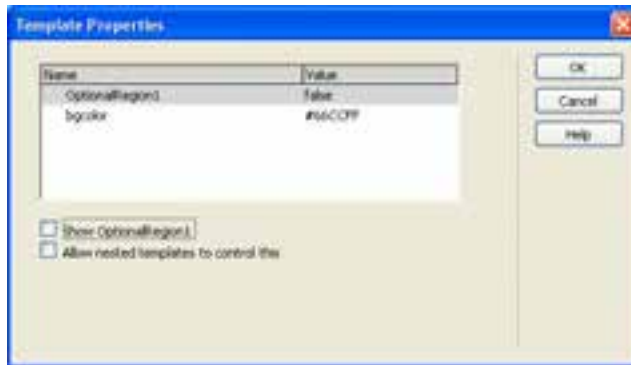 Template Properties
Name Value
OptionalRegion1 false
bgcolor #66CCFF
Show OptionalRegion1
Allow nested templates to control this
OK
Cancel
Help